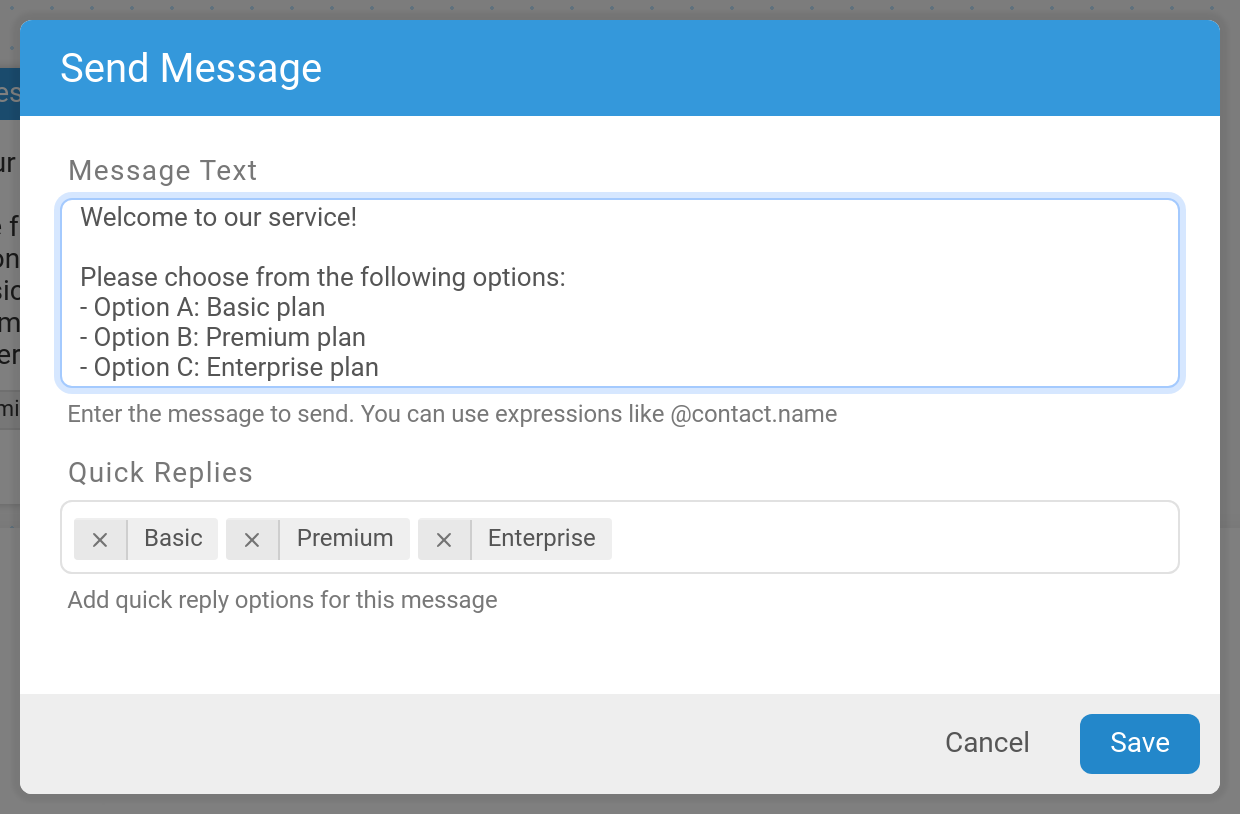 Send Message
Message Text
Welcome to our service!
Please choose from the following options:
- Option A: Basic plan
- Option B: Premium plan
- Option C: Enterprise plan
Enter the message to send. You can use expressions like @contact.name
Quick Replies
× Basic × Premium × Enterprise
Add quick reply options for this message
Cancel Save